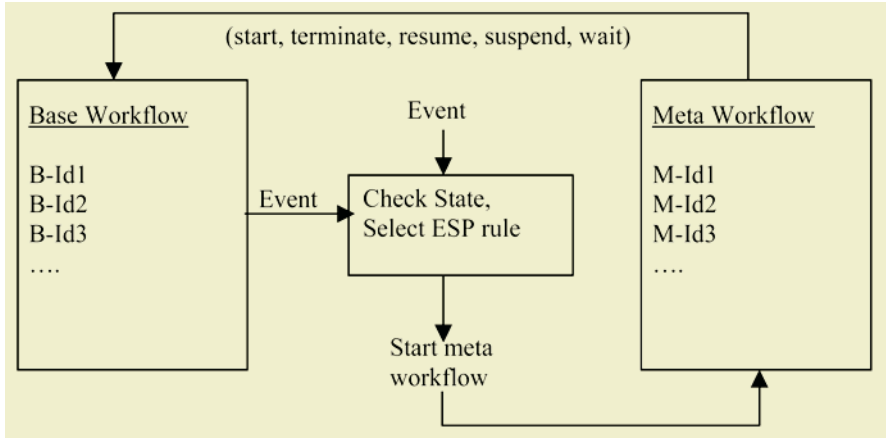 (start, terminate, resume, suspend, wait)
Base Workflow
B-Id1
B-Id2
B-Id3
….
Event
Event
Check State,
Select ESP rule
Start meta
workflow
Meta Workflow
M-Id1
M-Id2
M-Id3
….